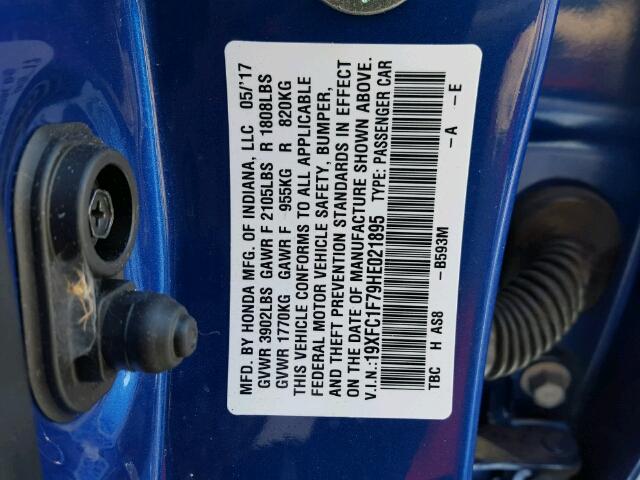 MFD. BY HONDA MFG. OF INDIANA, LLC 05/'17
GVWR 3902LBS GAWR F 2105LBS R 1808LBS
GVWR 1770KG GAWR F 955KG R 820KG
THIS VEHICLE CONFORMS TO ALL APPLICABLE
FEDERAL MOTOR VEHICLE SAFETY, BUMPER,
AND THEFT PREVENTION STANDARDS IN EFFECT
ON THE DATE OF MANUFACTURE SHOWN ABOVE.
V.I.N.:19XFC1F79HE021895 TYPE: PASSENGER CAR
TBC H AS8 –B593M –A –E